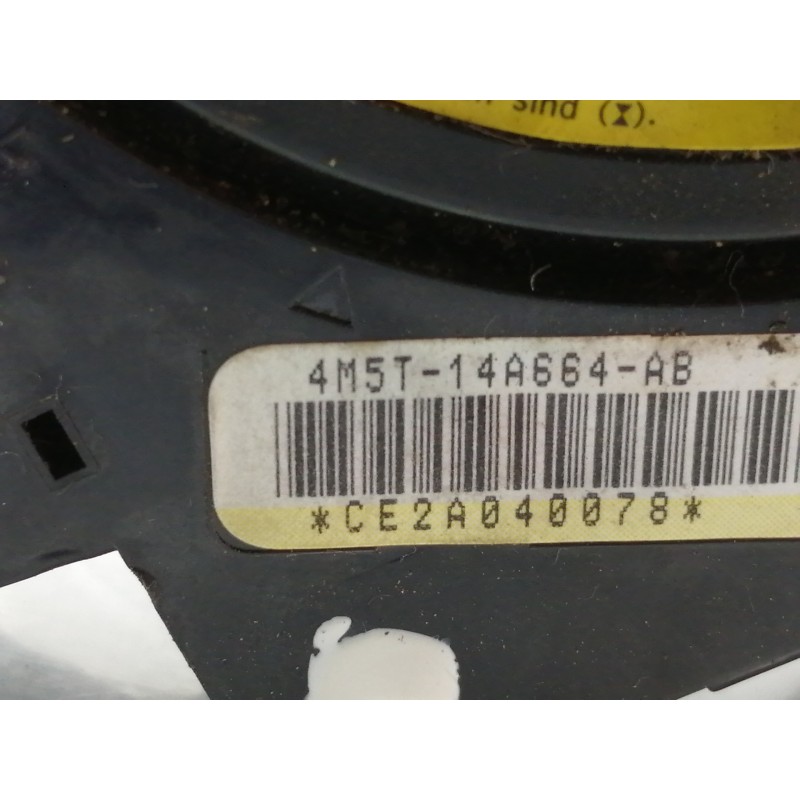 sind (⧗).
4M5T-14A664-AB
*CE2A040078*